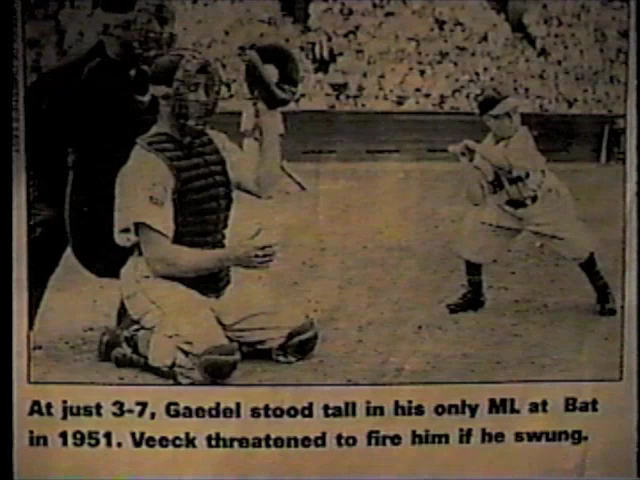 At just 3-7, Gaedel stood tall in his only ML at Bat
in 1951. Veeck threatened to fire him if he swung.